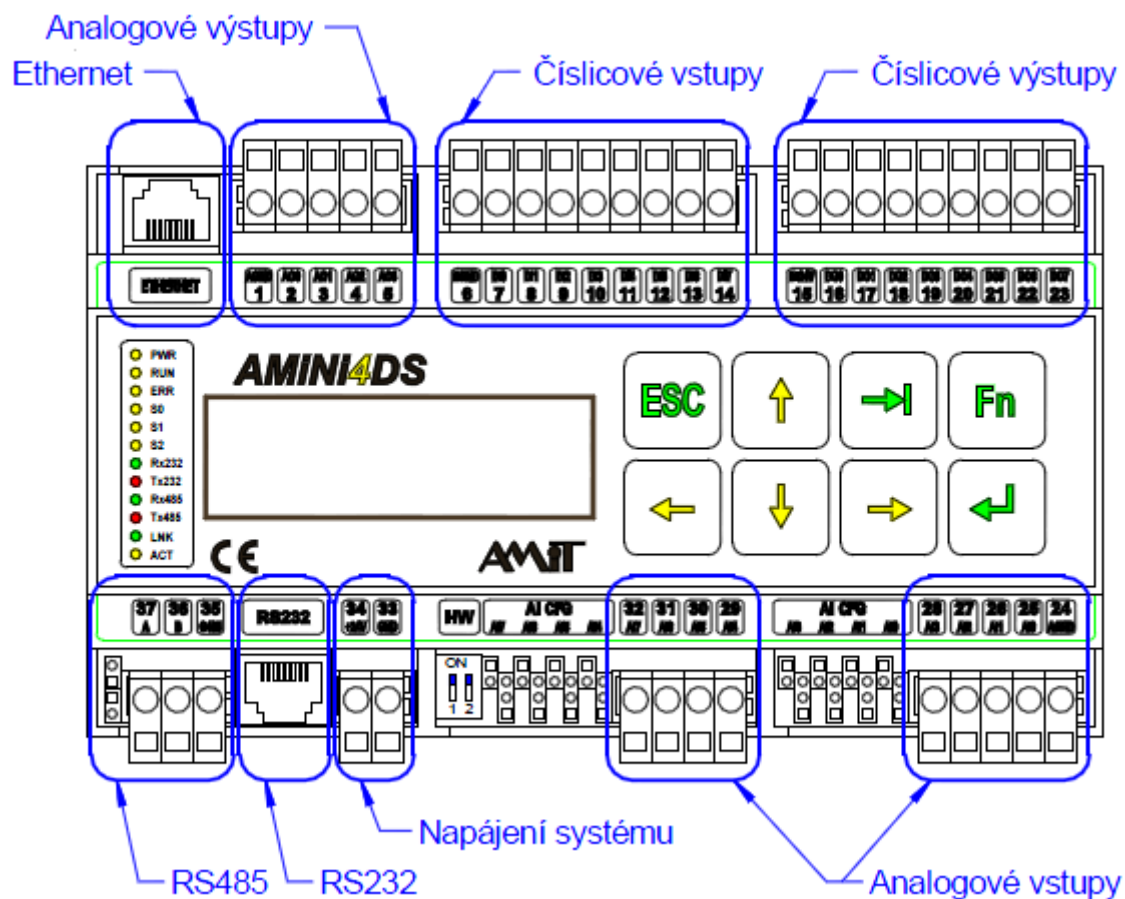 Analogové výstupy
Ethernet
Číslicové vstupy
Číslicové výstupy
ETHERNET
1 2 3 4 5
6 7 8 9 10 11 12 13 14
15 16 17 18 19 20 21 22 23
PWR
RUN
ERR
S0
S1
S2
Rx232
Tx232
Rx485
Tx485
LNK
ACT
AMINI4DS
ESC
Fn
CE
AMiT
37 36 35
A B
RS232
34 33
HW
AI CFG
32 31 30 29
AI CFG
28 27 26 25 24
ON
1 2
Napájení systému
RS485
RS232
Analogové vstupy